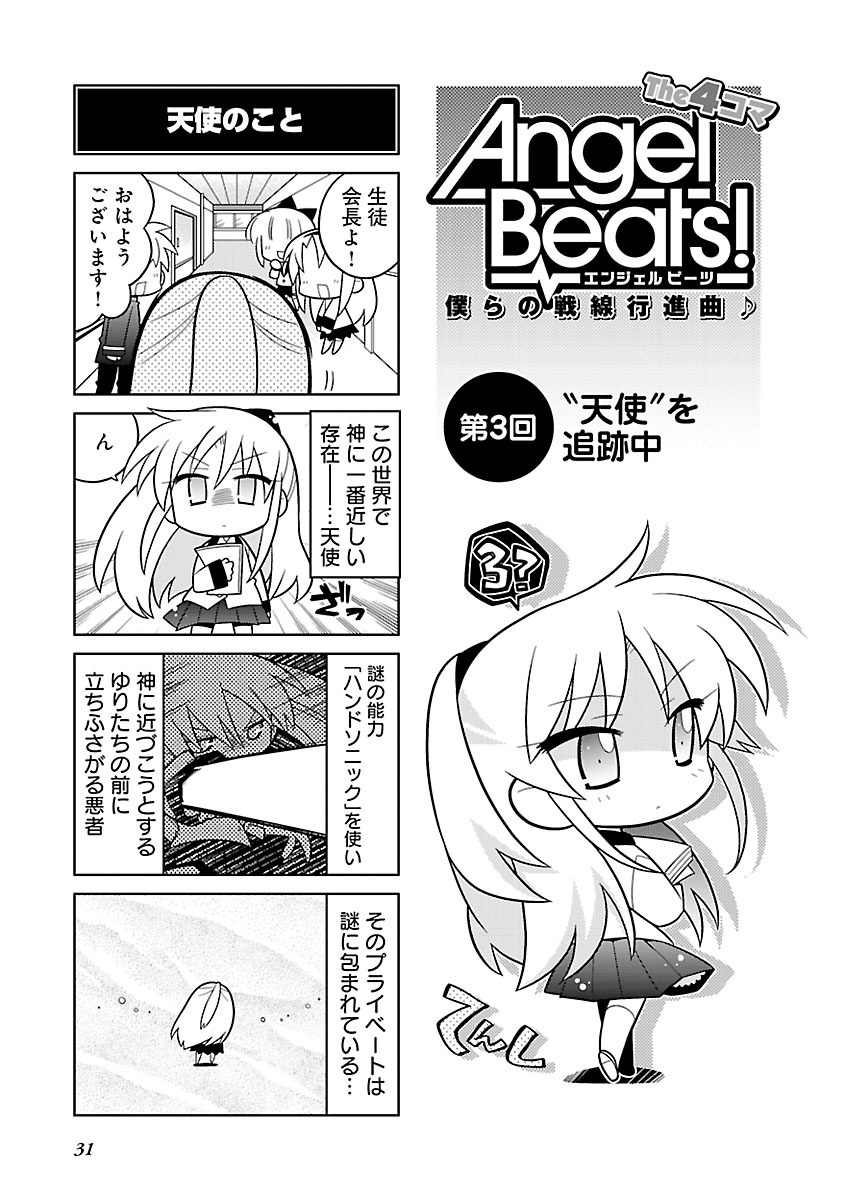 The4コマ
Angel
Beats!
エンジェルビーツ
僕らの戦線行進曲♪
第3回
〝天使〟を
追跡中
3?
てんし
天使のこと
生徒
会長よ!
おはよう
ございます!
この世界で
神に一番近しい
存在――…天使
ん
ざっ
謎の能力
「ハンドソニック」を使い
神に近づこうとする
ゆりたちの前に
立ちふさがる悪者
そのプライベートは
謎に包まれている…
31